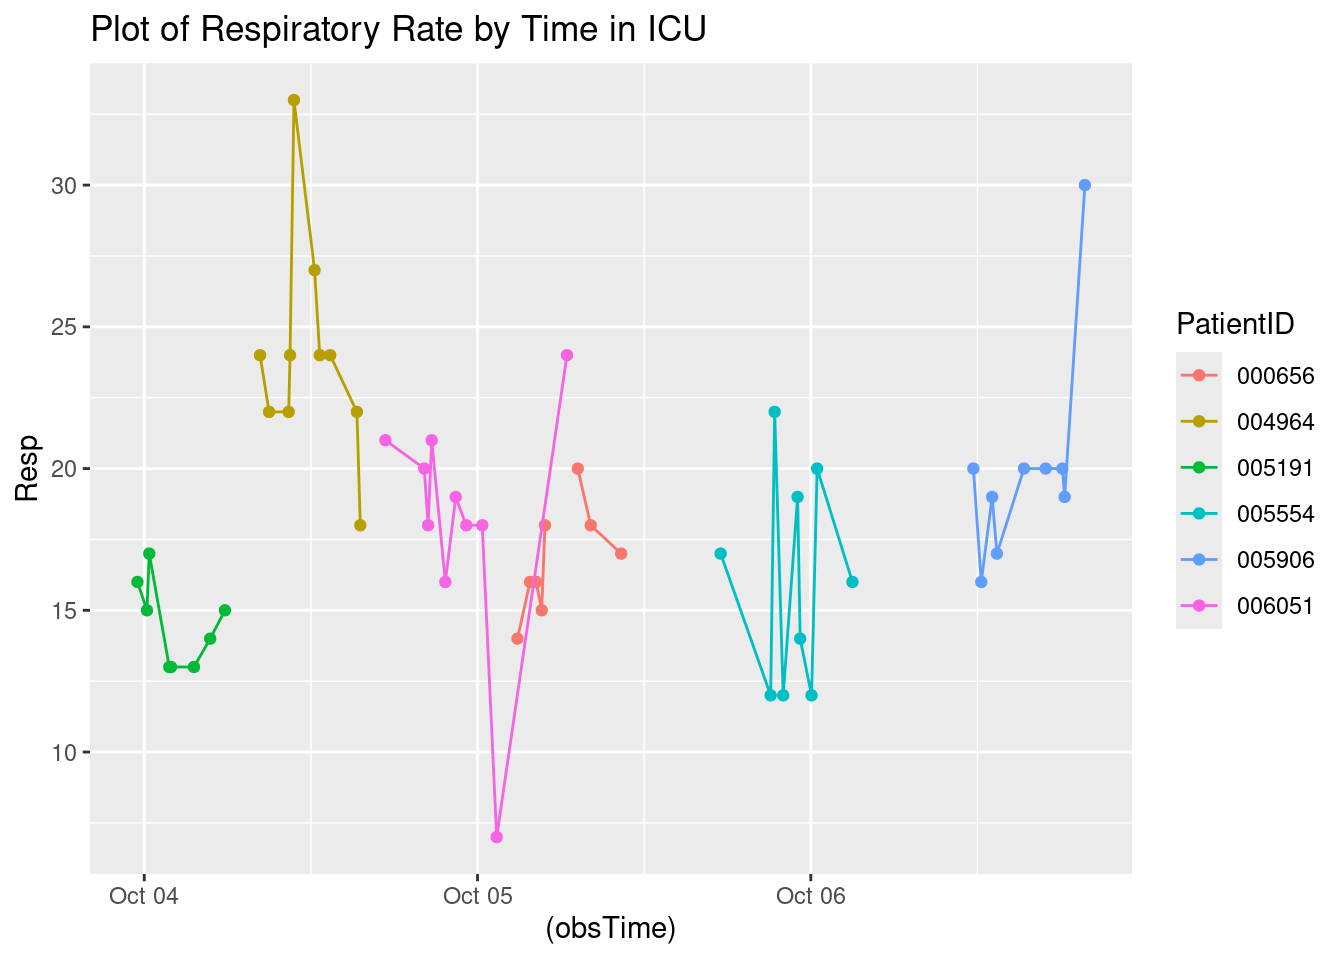 Plot of Respiratory Rate by Time in ICU
Resp
30
25
20
15
10
Oct 04
Oct 05
Oct 06
(obsTime)
PatientID
000656
004964
005191
005554
005906
006051